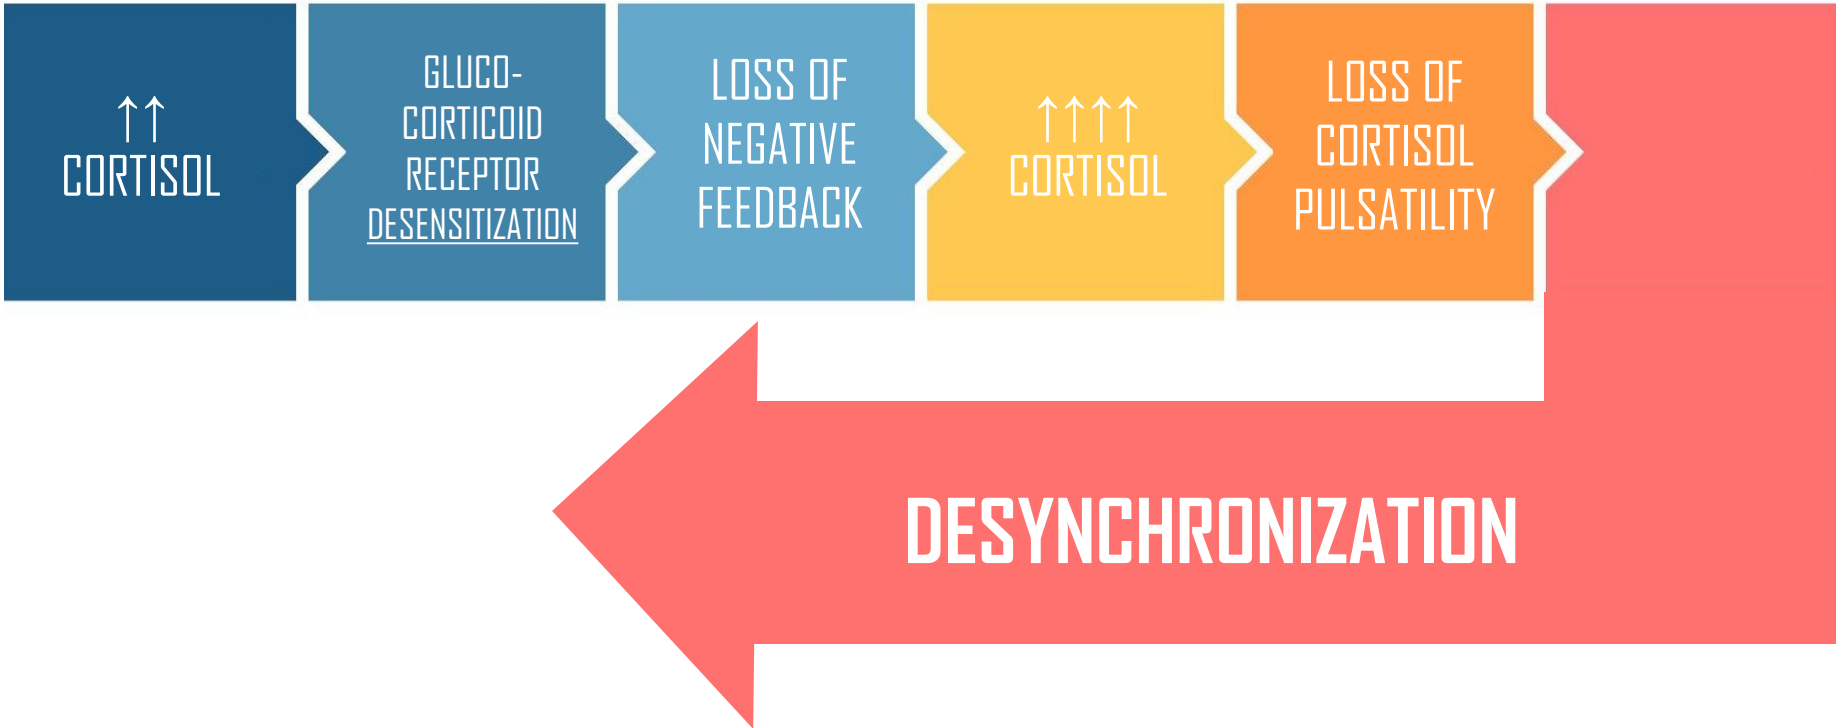 ↑↑
CORTISOL
GLUCO-
CORTICOID
RECEPTOR
DESENSITIZATION
LOSS OF
NEGATIVE
FEEDBACK
↑↑↑↑
CORTISOL
LOSS OF
CORTISOL
PULSATILITY
DESYNCHRONIZATION